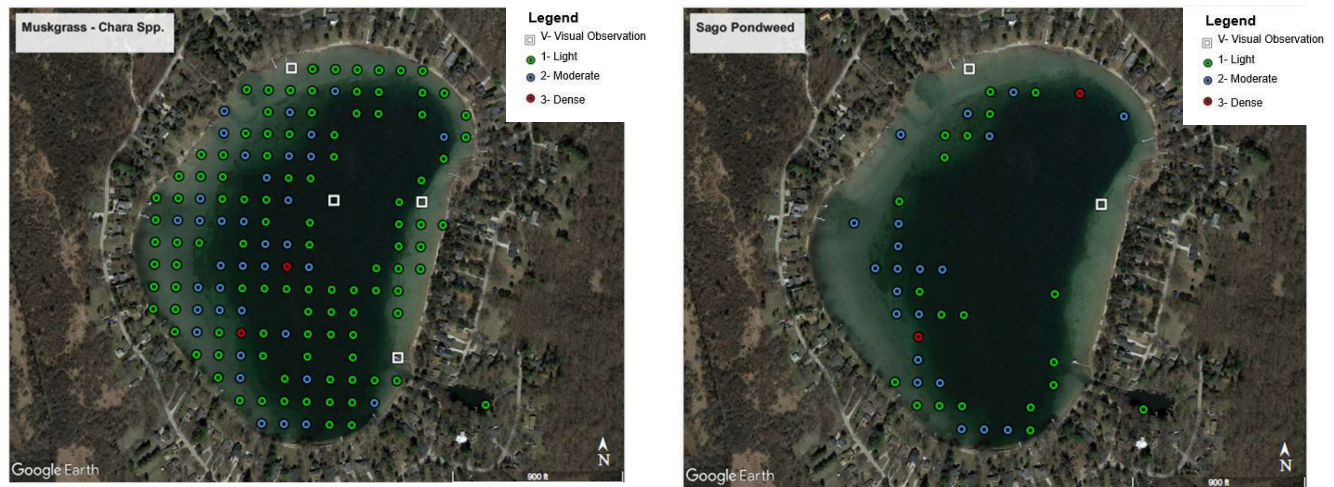 Muskgrass - Chara Spp.
Legend
V- Visual Observation
1- Light
2- Moderate
3- Dense
N
Google Earth
900 ft
Sago Pondweed
Legend
V- Visual Observation
1- Light
2- Moderate
3- Dense
N
Google Earth
900 ft